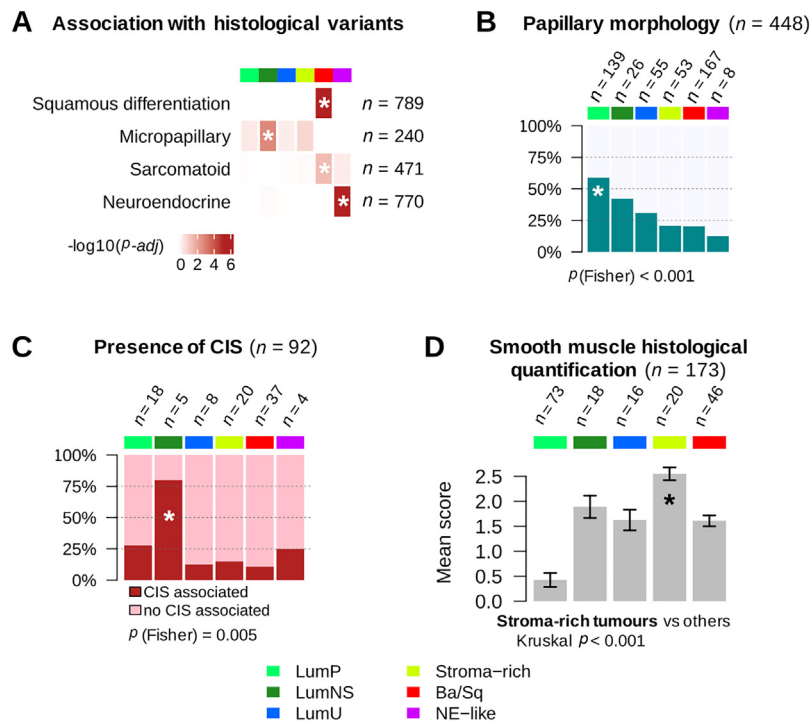 A Association with histological variants
Squamous differentiation * n = 789
Micropapillary * n = 240
Sarcomatoid * n = 471
Neuroendocrine * n = 770
-log10(p-adj)
0 2 4 6
B Papillary morphology (n = 448)
n = 139 n = 26 n = 55 n = 53 n = 167 n = 8
100%
75%
50%
25%
0%
*
p (Fisher) < 0.001
C Presence of CIS (n = 92)
n = 18 n = 5 n = 8 n = 20 n = 37 n = 4
100%
75%
50%
25%
0%
*
CIS associated
no CIS associated
p (Fisher) = 0.005
D Smooth muscle histological
quantification (n = 173)
n = 73 n = 18 n = 16 n = 20 n = 46
Mean score
2.5
2.0
1.5
1.0
0.5
0.0
*
Stroma-rich tumours vs others
Kruskal p < 0.001
LumP
LumNS
LumU
Stroma−rich
Ba/Sq
NE−like